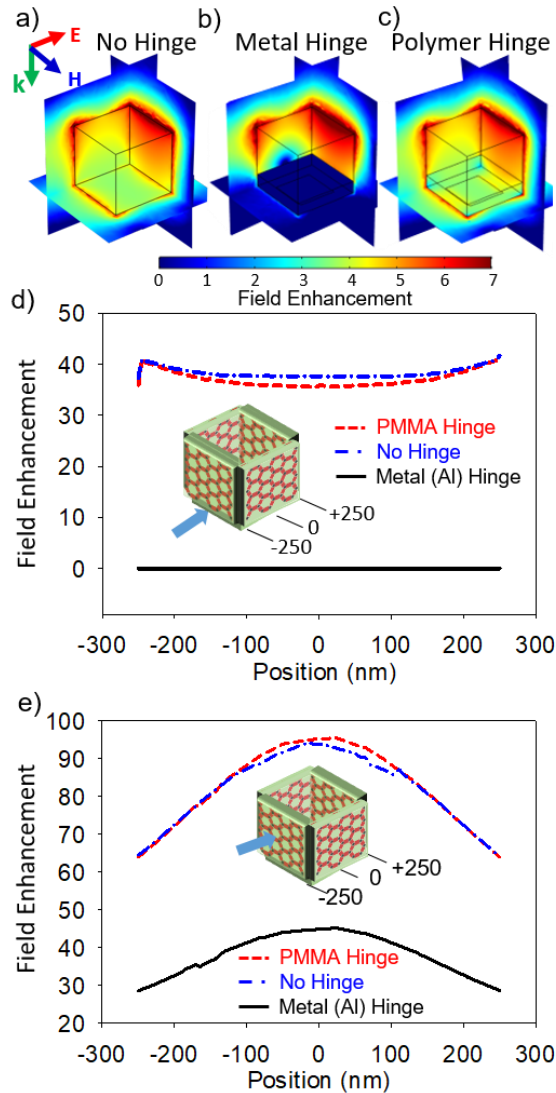 a)
E
H
k
No Hinge
b)
Metal Hinge
c)
Polymer Hinge
0 1 2 3 4 5 6 7
Field Enhancement
d)
50
40
30
20
10
0
Field Enhancement
PMMA Hinge
No Hinge
Metal (Al) Hinge
+250
0
-250
-300 -200 -100 0 100 200 300
Position (nm)
e)
100
90
80
70
60
50
40
30
20
Field Enhancement
+250
0
-250
PMMA Hinge
No Hinge
Metal (Al) Hinge
-300 -200 -100 0 100 200 300
Position (nm)